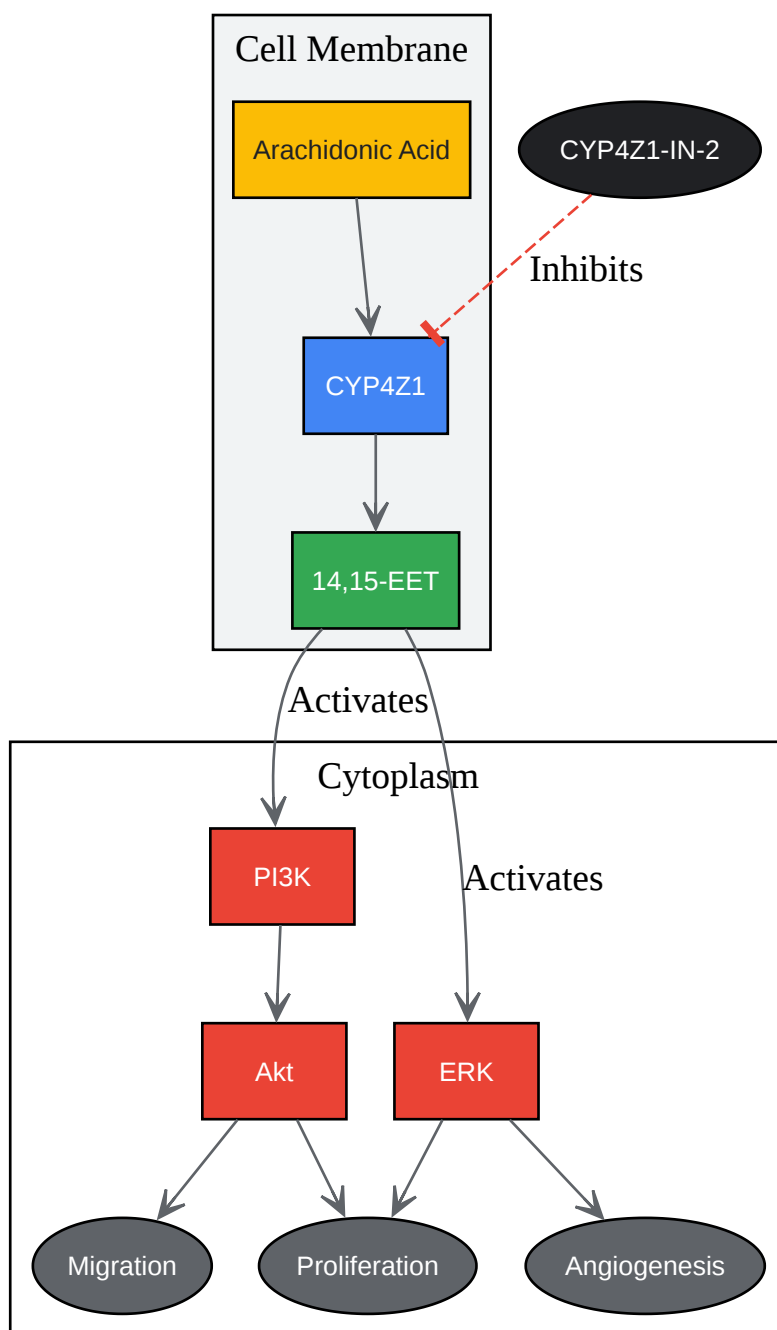 Cell Membrane
Arachidonic Acid
CYP4Z1-IN-2
Inhibits
CYP4Z1
14,15-EET
Activates
Cytoplasm
PI3K
Activates
Akt
ERK
Migration
Proliferation
Angiogenesis